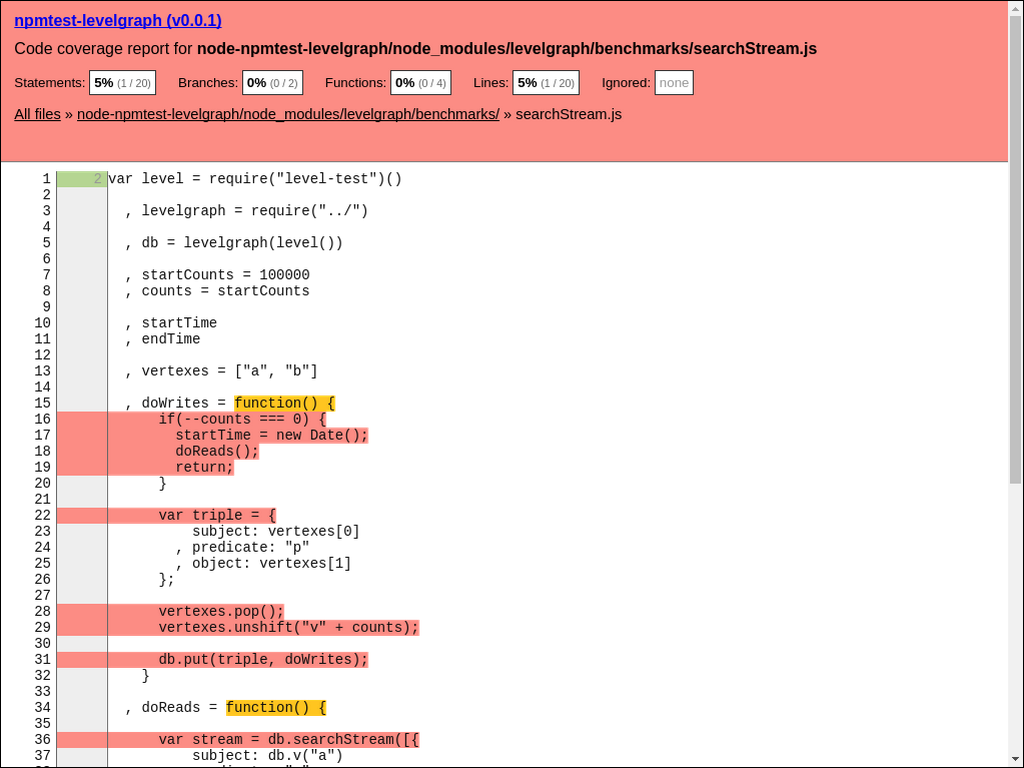 npmtest-levelgraph (v0.0.1)
Code coverage report for node-npmtest-levelgraph/node_modules/levelgraph/benchmarks/searchStream.js
Statements: 5% (1 / 20) Branches: 0% (0 / 2) Functions: 0% (0 / 4) Lines: 5% (1 / 20) Ignored: none
All files » node-npmtest-levelgraph/node_modules/levelgraph/benchmarks/ » searchStream.js
1 2 var level = require("level-test")()
2
3 , levelgraph = require("../")
4
5 , db = levelgraph(level())
6
7 , startCounts = 100000
8 , counts = startCounts
9
10 , startTime
11 , endTime
12
13 , vertexes = ["a", "b"]
14
15 , doWrites = function() {
16 if(--counts === 0) {
17 startTime = new Date();
18 doReads();
19 return;
20 }
21
22 var triple = {
23 subject: vertexes[0]
24 , predicate: "p"
25 , object: vertexes[1]
26 };
27
28 vertexes.pop();
29 vertexes.unshift("v" + counts);
30
31 db.put(triple, doWrites);
32 }
33
34 , doReads = function() {
35
36 var stream = db.searchStream([{
37 subject: db.v("a")